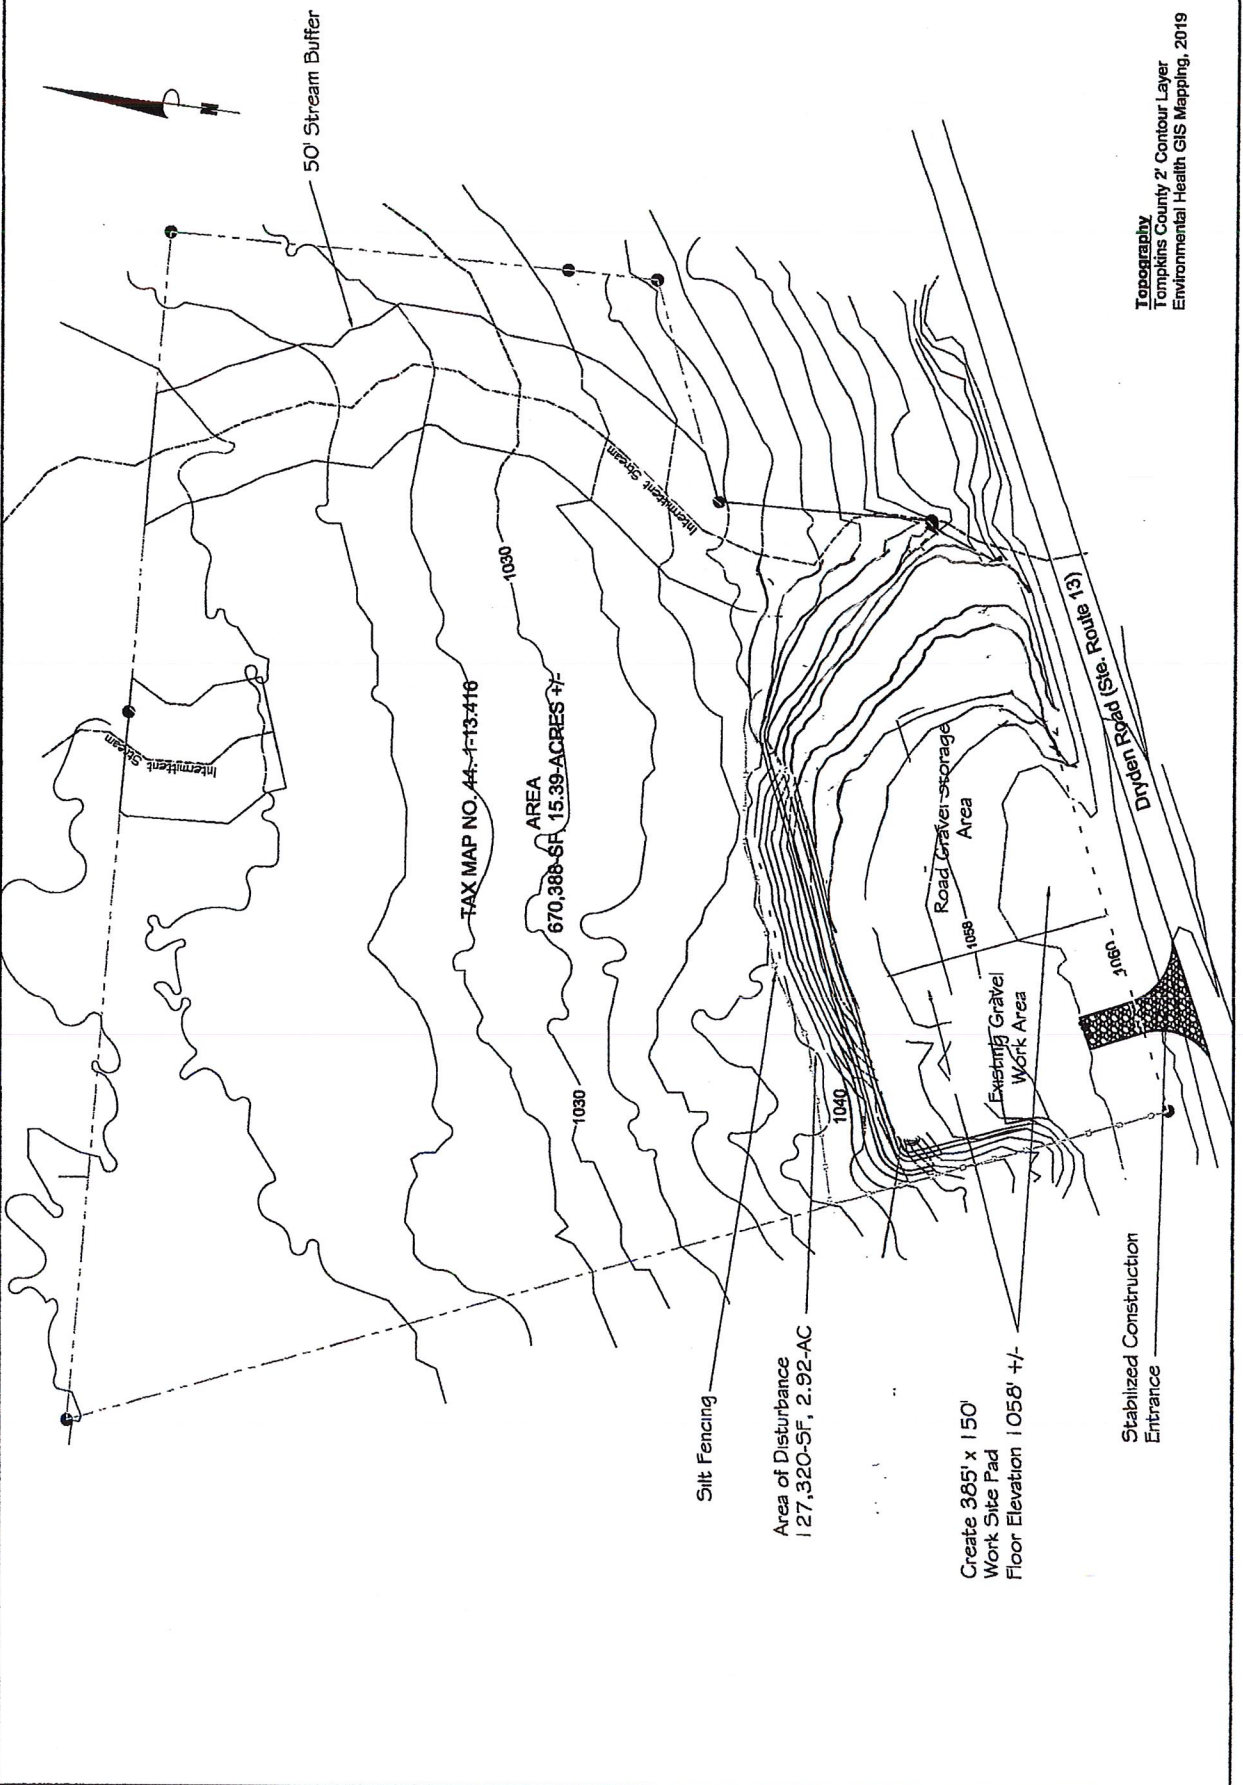 50' Stream Buffer
N
Topography
Tompkins County 2' Contour Layer
Environmental Health GIS Mapping, 2019
Intermittent Stream
Intermittent
Stream
1030
TAX MAP NO. 44.-1-13.416
AREA
670,388-SF, 15.39-ACRES +/-
1030
1040
Dryden Road (Ste. Route 13)
Road Gravel Storage
Area
1058
Existing Gravel
Work Area
1060
Silt Fencing
Area of Disturbance
127,320-SF, 2.92-AC
Create 385' x 150'
Work Site Pad
Floor Elevation 1058' +/-
Stabilized Construction
Entrance